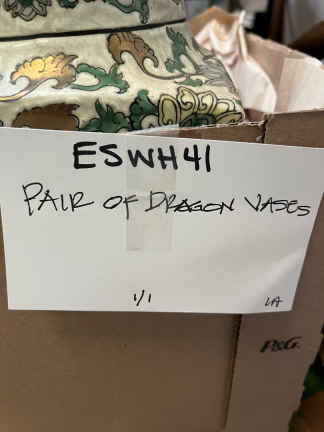 ESWH41
PAIR OF DRAGON VASES
1/1
LA